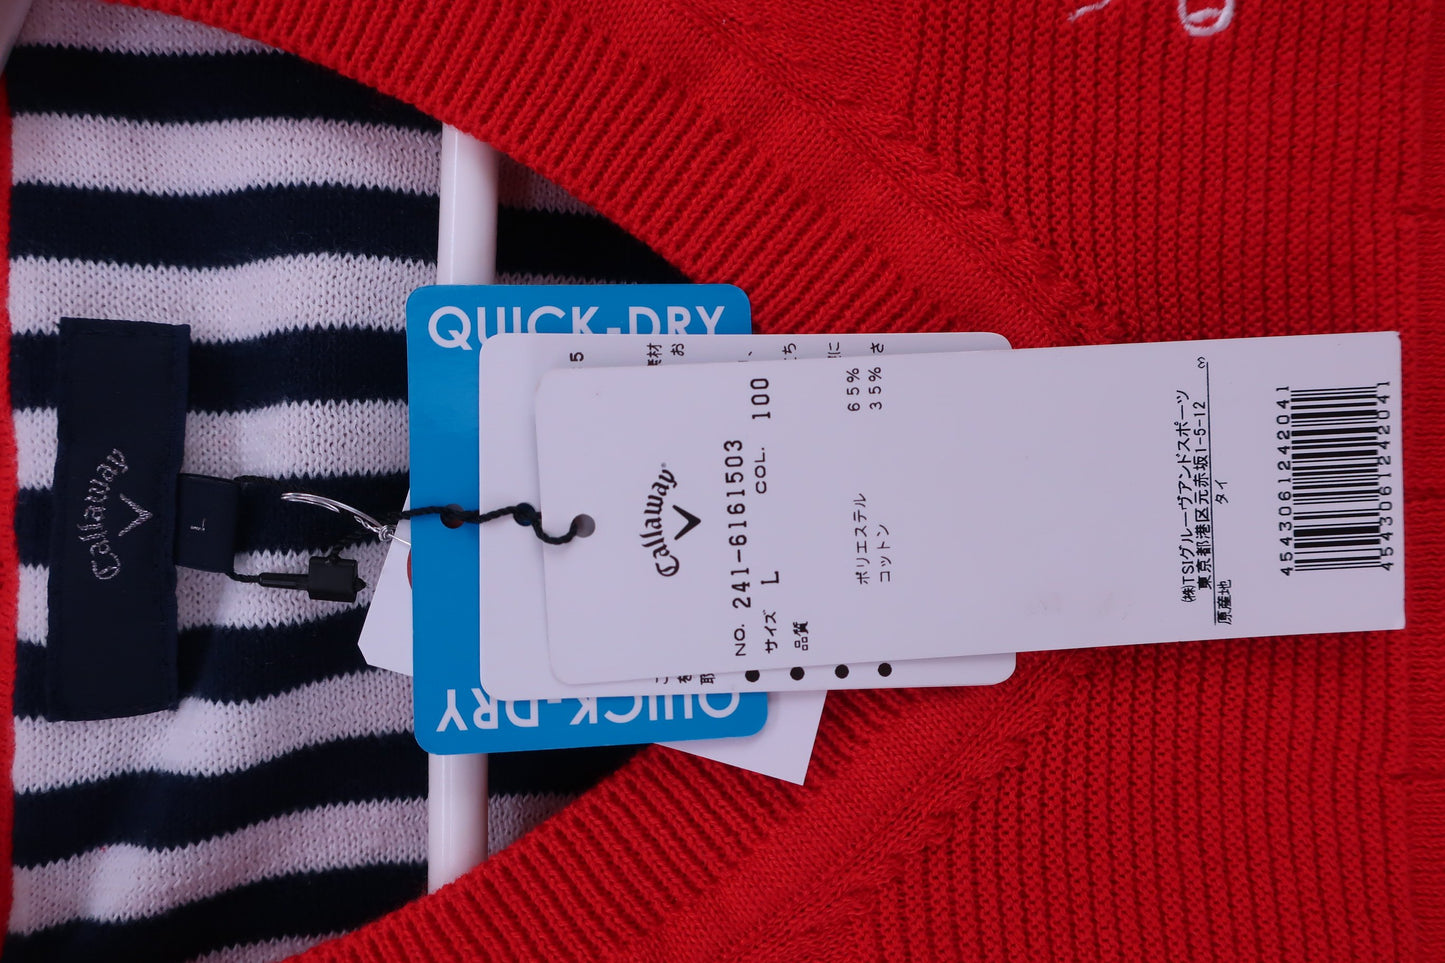 Callaway
L
QUICK-DRY
Callaway
NO. 241-6161503
サイズ L COL. 100
品質
ポリエステル 65%
コットン 35%
㈱TSIグルーヴアンドスポーツ
東京都港区元赤坂1-5-12
原産地 タイ
4543061242041
4543061242041
QUICK-DRY